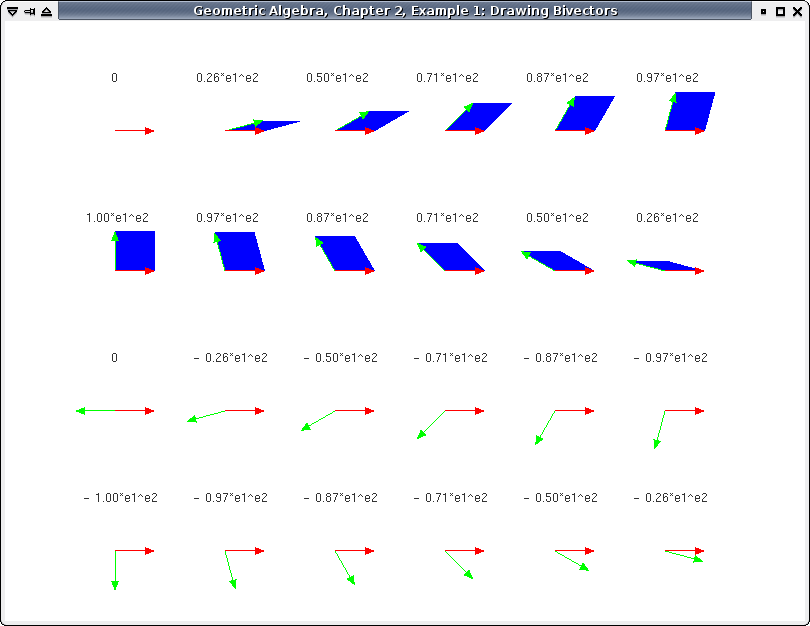 Geometric Algebra, Chapter 2, Example 1: Drawing Bivectors
0 0.26*e1^e2 0.50*e1^e2 0.71*e1^e2 0.87*e1^e2 0.97*e1^e2
1.00*e1^e2 0.97*e1^e2 0.87*e1^e2 0.71*e1^e2 0.50*e1^e2 0.26*e1^e2
0 - 0.26*e1^e2 - 0.50*e1^e2 - 0.71*e1^e2 - 0.87*e1^e2 - 0.97*e1^e2
- 1.00*e1^e2 - 0.97*e1^e2 - 0.87*e1^e2 - 0.71*e1^e2 - 0.50*e1^e2 - 0.26*e1^e2